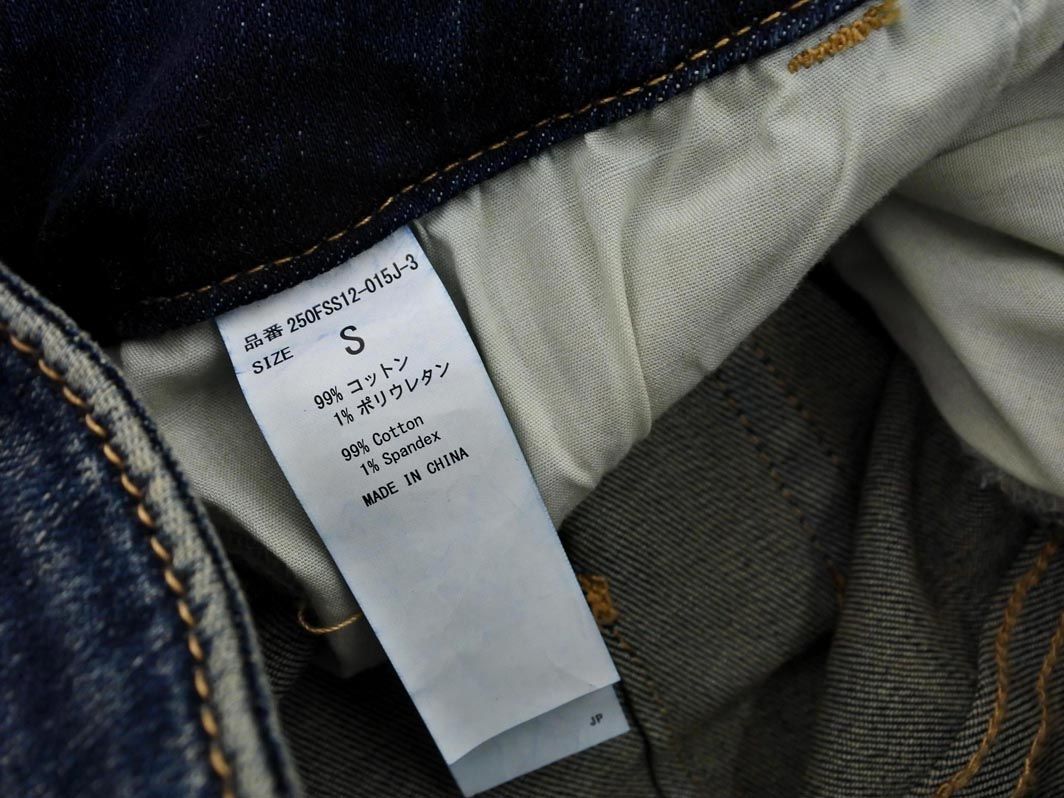 品番 250FSS12-015J-3
SIZE S
99% コットン
1% ポリウレタン
99% Cotton
1% Spandex
MADE IN CHINA
JP